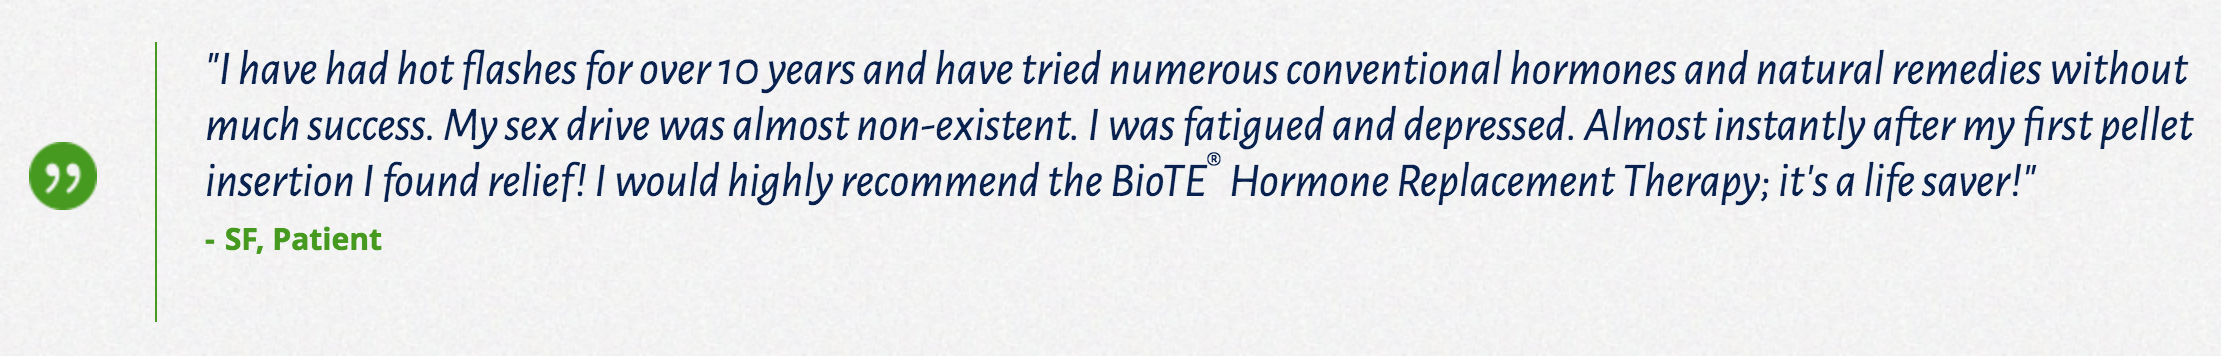 "I have had hot flashes for over 10 years and have tried numerous conventional hormones and natural remedies without
much success. My sex drive was almost non-existent. I was fatigued and depressed. Almost instantly after my first pellet
insertion I found relief! I would highly recommend the BioTE® Hormone Replacement Therapy; it's a life saver!"
- SF, Patient